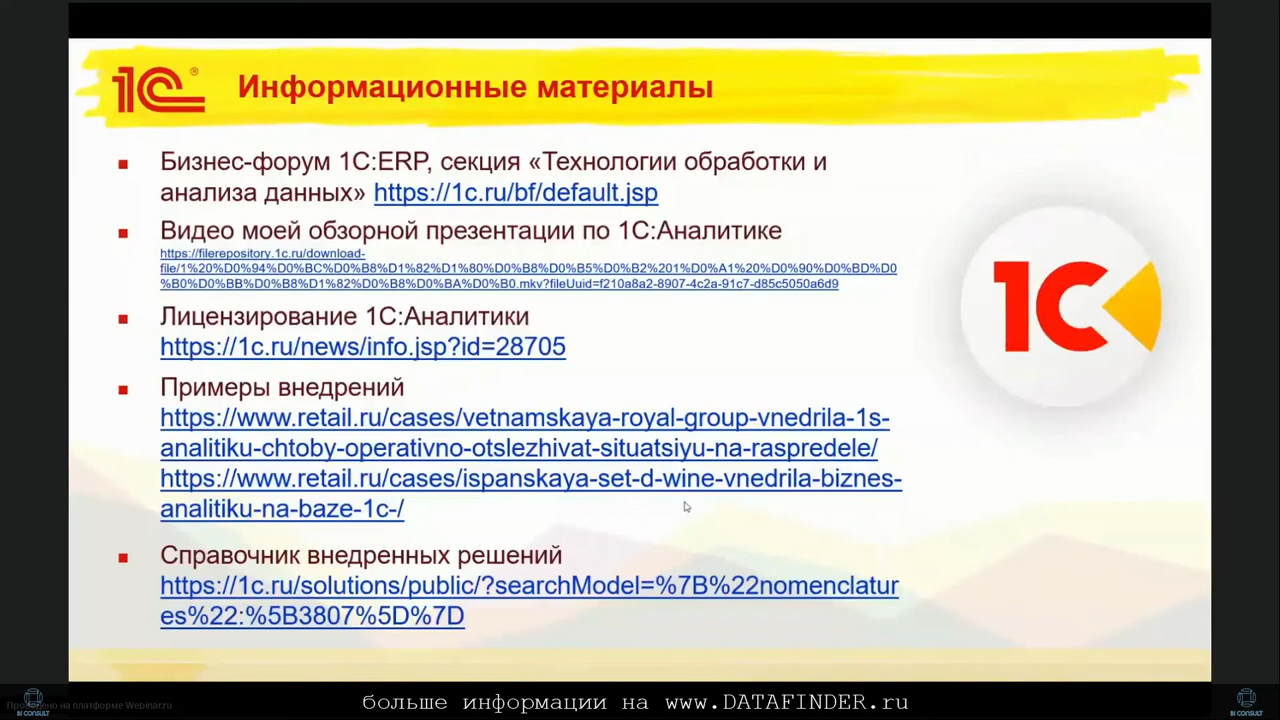 1С®
Информационные материалы
Бизнес-форум 1С:ERP, секция «Технологии обработки и
анализа данных» https://1c.ru/bf/default.jsp
Видео моей обзорной презентации по 1С:Аналитике
https://filerepository.1c.ru/download-
file/1%20%D0%94%D0%BC%D0%B8%D1%82%D1%80%D0%B8%D0%B5%D0%B2%201%D0%A1%20%D0%90%D0%BD%D0
%B0%D0%BB%D0%B8%D1%82%D0%B8%D0%BA%D0%B0.mkv?fileUuid=f210a8a2-8907-4c2a-91c7-d85c5050a6d9
Лицензирование 1С:Аналитики
https://1c.ru/news/info.jsp?id=28705
1С
Примеры внедрений
https://www.retail.ru/cases/vetnamskaya-royal-group-vnedrila-1s-
analitiku-chtoby-operativno-otslezhivat-situatsiyu-na-raspredele/
https://www.retail.ru/cases/ispanskaya-set-d-wine-vnedrila-biznes-
analitiku-na-baze-1c-/
Справочник внедренных решений
https://1c.ru/solutions/public/?searchModel=%7B%22nomenclatur
es%22:%5B3807%5D%7D
Проведено на платформе Webinar.ru
BI CONSULT
больше информации на www.DATAFINDER.ru
BI CONSULT